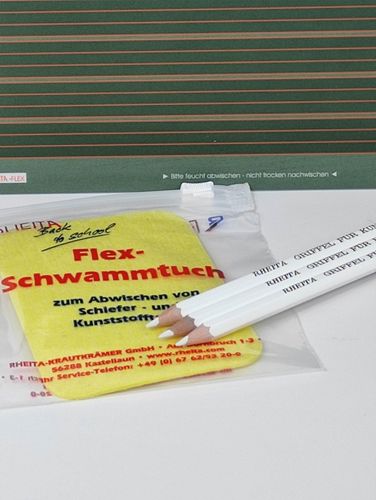 TA-FLEX
► Bitte feucht abwischen - nicht trocken nachwischen ◄
RHEITA
Back
to school
Flex-
Schwammtuch
zum Abwischen von
Schiefer - un
Kunststoff
RHEITA-KRAUTKRÄMER GmbH •
56288 Kastellaun • www.rheita.com
Service-Telefon: +49 (0) 67 62/93 20-0
RHEITA GRIFFEL FÜR KUN
RHEITA GRIFFEL FÜR K
RHEITA GRIFFEL FÜR